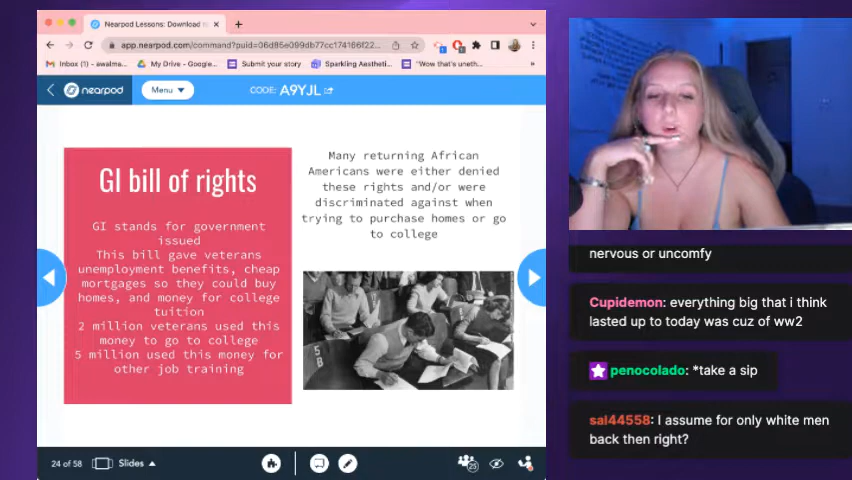 Nearpod Lessons: Download r
app.nearpod.com/command?puid=06d85e099db77cc174166f22...
Inbox (1) - awalma...
My Drive - Google...
Submit your story
Sparkling Aestheti...
"Wow that's uneth...
»
nearpod
Menu
CODE: A9YJL
GI bill of rights
GI stands for government
issued
This bill gave veterans
unemployment benefits, cheap
mortgages so they could buy
homes, and money for college
tuition
2 million veterans used this
money to go to college
5 million used this money for
other job training
Many returning African
Americans were either denied
these rights and/or were
discriminated against when
trying to purchase homes or go
to college
24 of 58
Slides
25
nervous or uncomfy
Cupidemon: everything big that i think
lasted up to today was cuz of ww2
penocolado: *take a sip
sal44558: I assume for only white men
back then right?